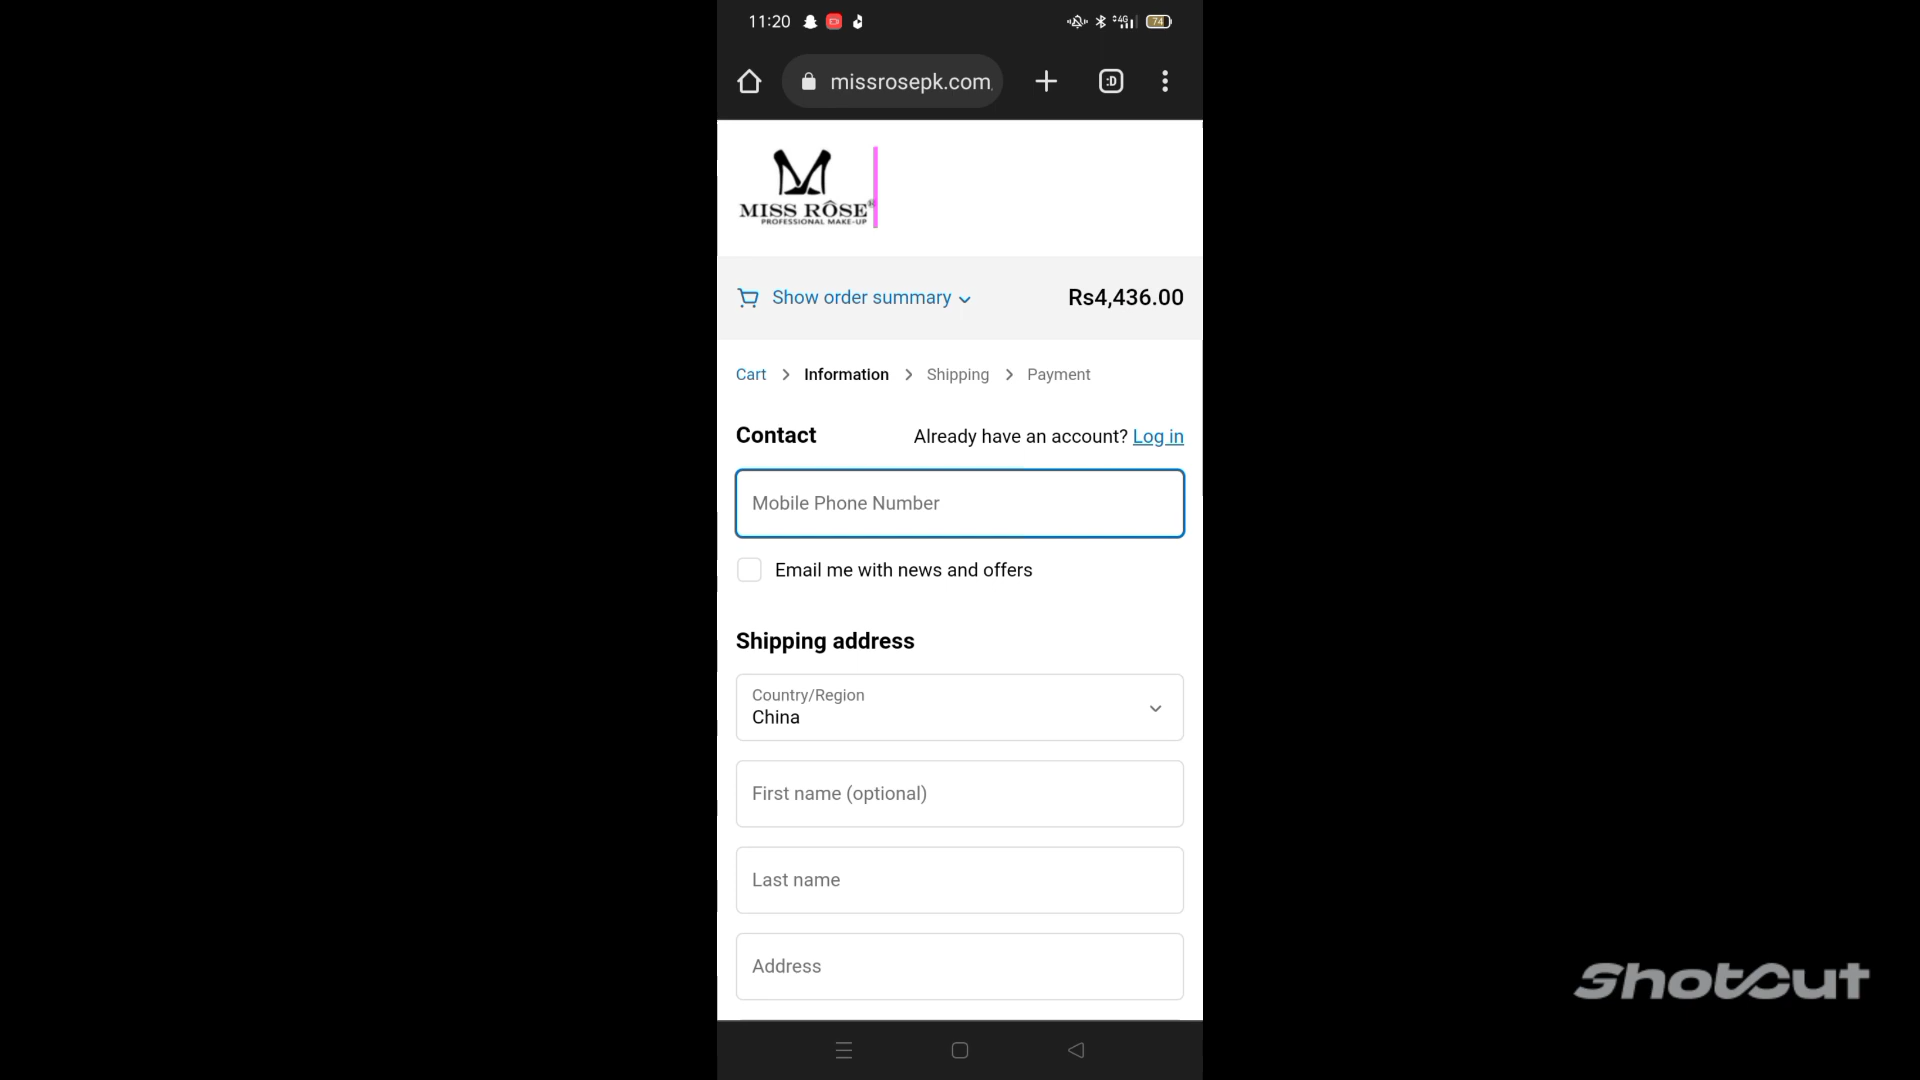 11:20
4G
74
missrosepk.com
:D
MISS RÔSE®
PROFESSIONAL MAKE-UP
Show order summary
Rs4,436.00
Cart > Information > Shipping > Payment
Contact
Already have an account? Log in
Mobile Phone Number
Email me with news and offers
Shipping address
Country/Region
China
First name (optional)
Last name
Address
ShotCut